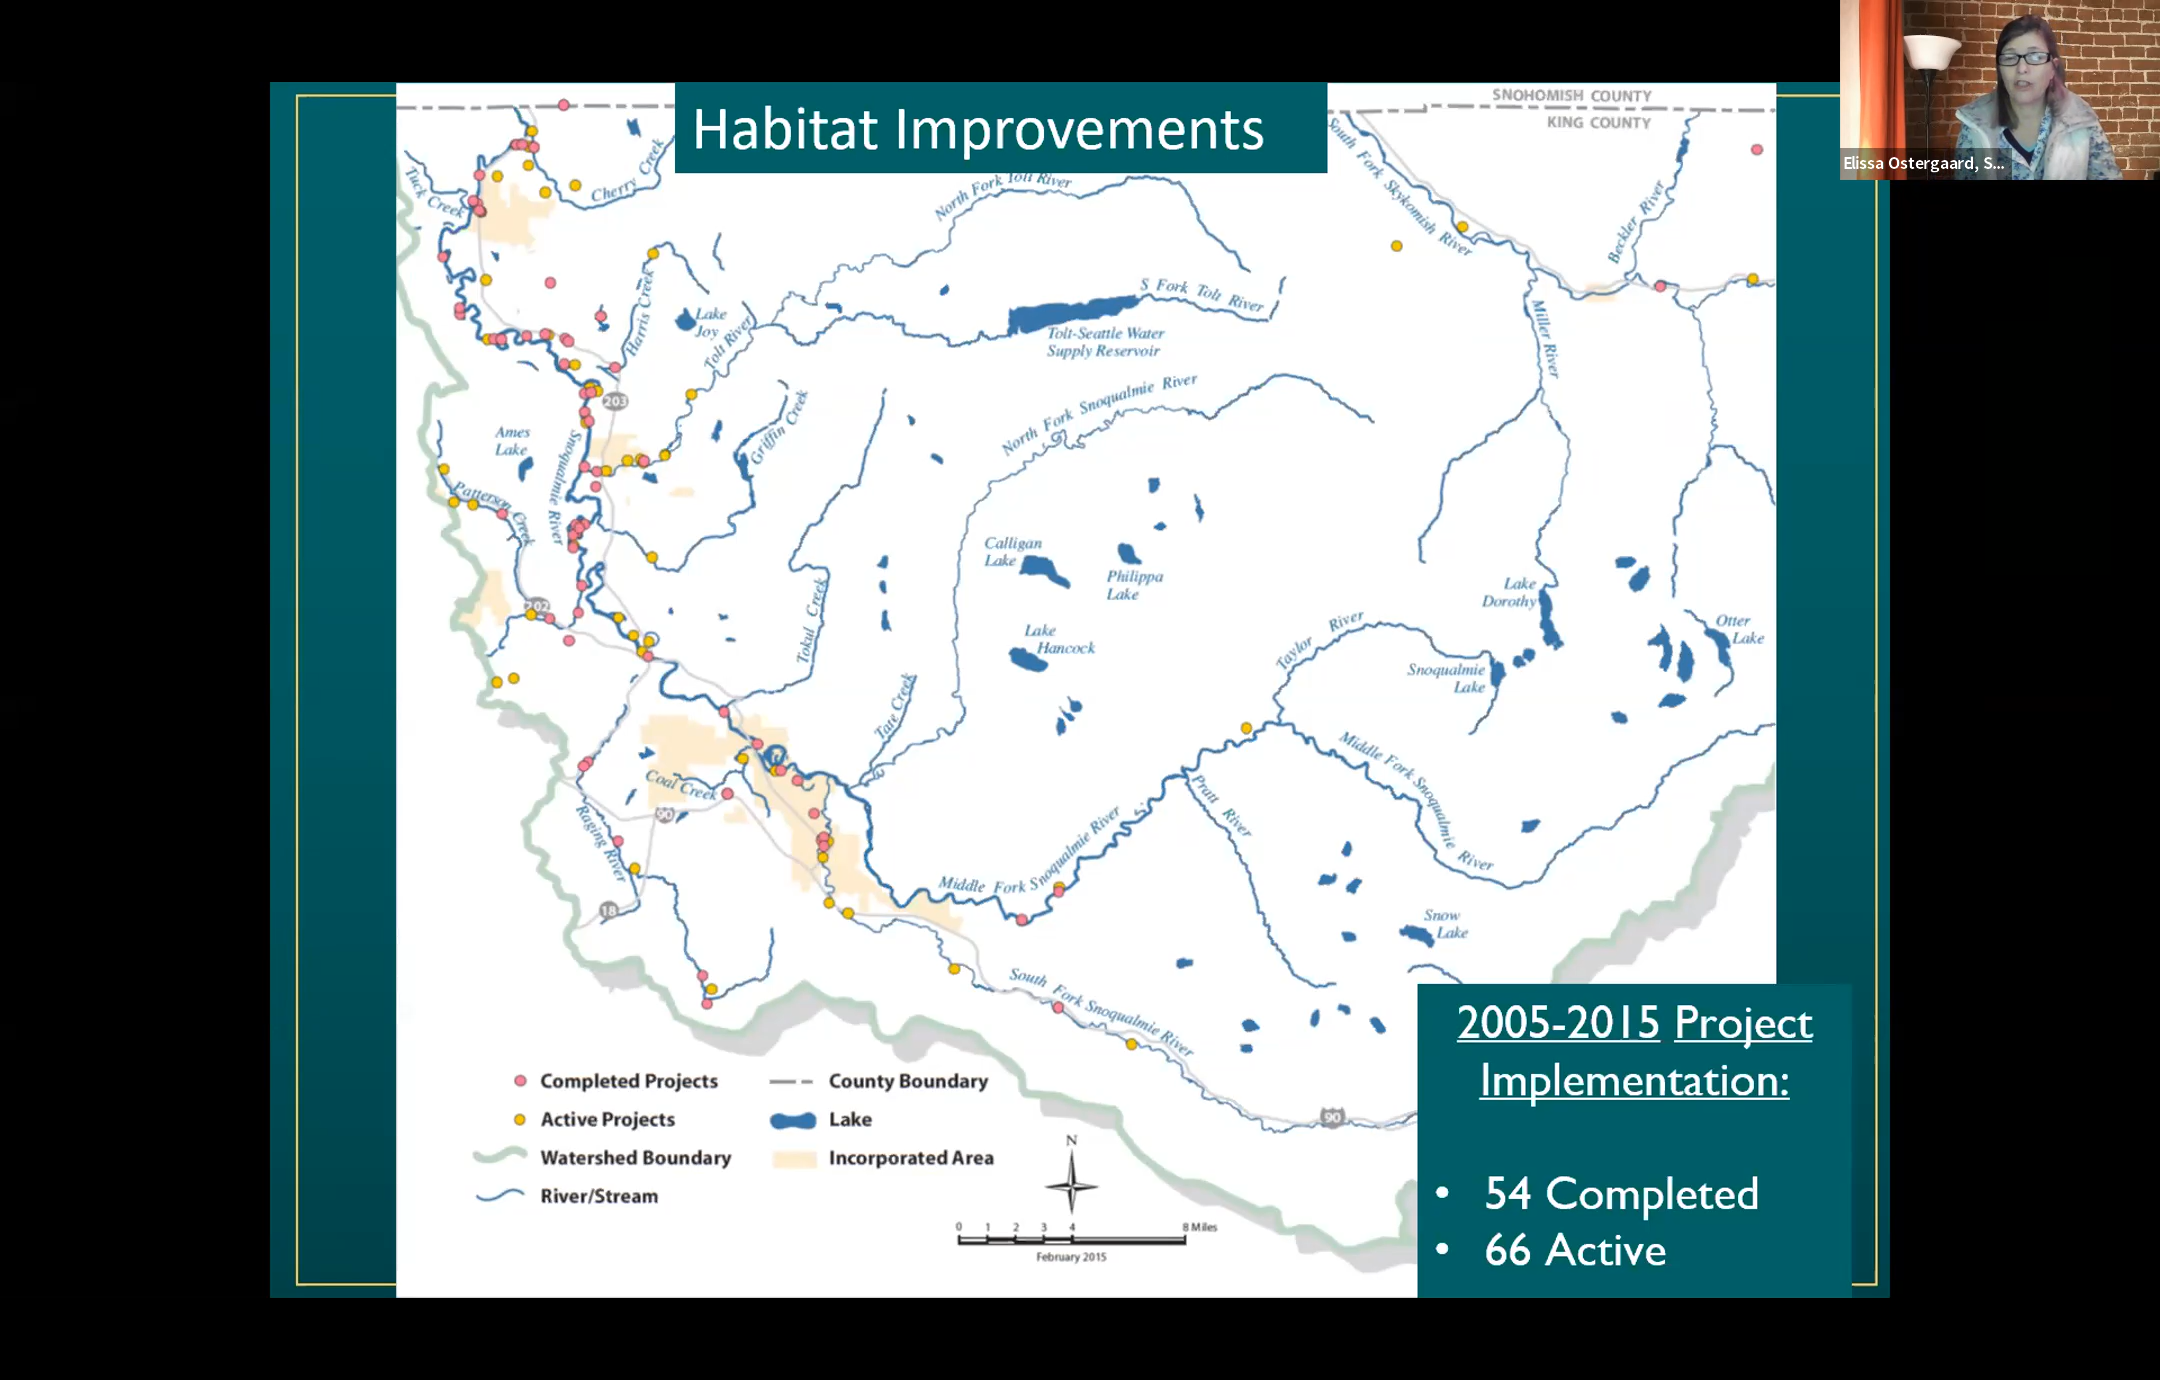 Habitat Improvements
SNOHOMISH COUNTY
KING COUNTY
Elissa Ostergaard, S...
Tuck Creek
Cherry Creek
North Fork Tolt River
South Fork Skykomish River
Beckler River
Harris Creek
Lake
Joy
Tolt River
S Fork Tolt River
Tolt-Seattle Water
Supply Reservoir
Miller River
203
North Fork Snoqualmie River
Griffin Creek
Ames
Lake
Snoqualmie River
Patterson Creek
Calligan
Lake
Philippa
Lake
Lake
Dorothy
202
Tokul Creek
Lake
Hancock
Taylor River
Otter
Lake
Snoqualmie
Lake
Tate Creek
Middle Fork Snoqualmie River
Coal Creek
90
Raging River
Pratt River
Middle Fork Snoqualmie River
18
Snow
Lake
South Fork Snoqualmie River
90
Completed Projects
Active Projects
Watershed Boundary
River/Stream
County Boundary
Lake
Incorporated Area
N
0 1 2 3 4 8 Miles
February 2015
2005-2015 Project
Implementation:
• 54 Completed
• 66 Active